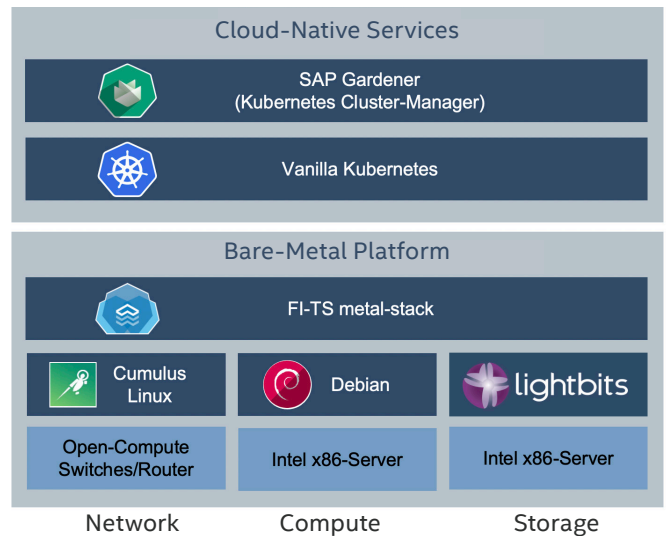 Cloud-Native Services
SAP Gardener
(Kubernetes Cluster-Manager)
Vanilla Kubernetes
Bare-Metal Platform
FI-TS metal-stack
Cumulus
Linux
Debian
lightbits
Open-Compute
Switches/Router
Intel x86-Server
Intel x86-Server
Network
Compute
Storage